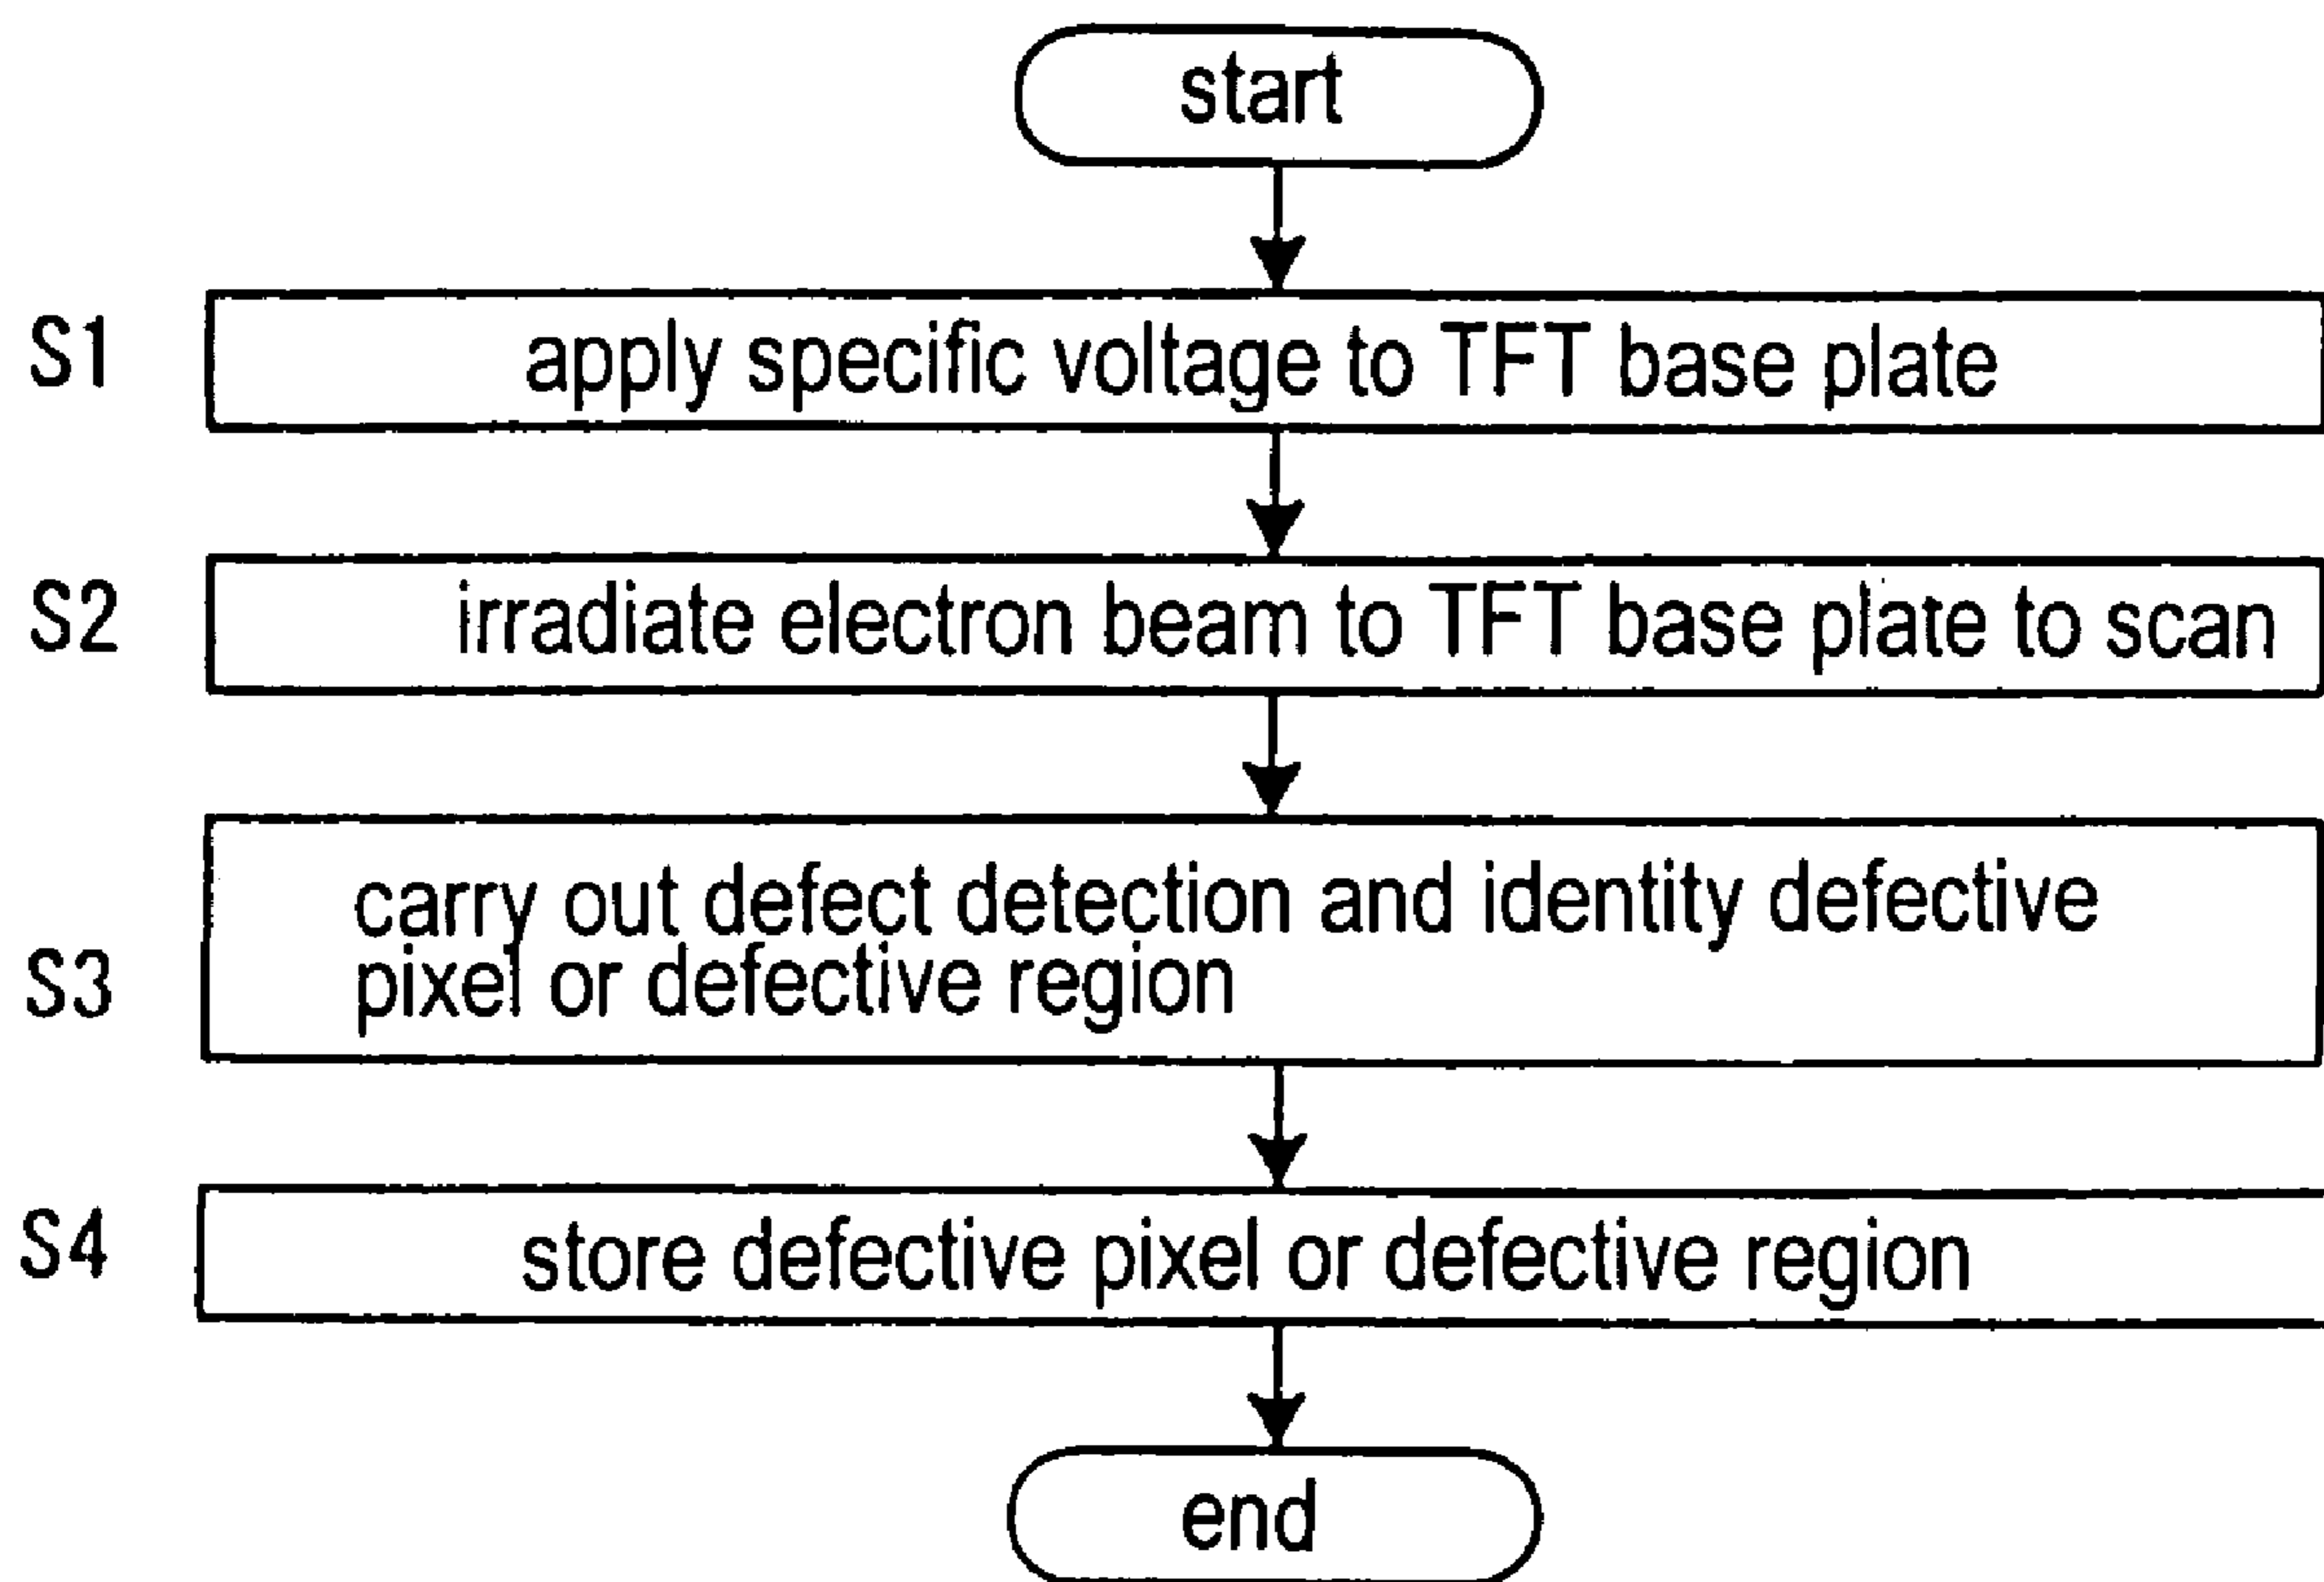 start
S1
apply specific voltage to TFT base plate
S2
irradiate electron beam to TFT base plate to scan
S3
carry out defect detection and identity defective
pixel or defective region
S4
store defective pixel or defective region
end